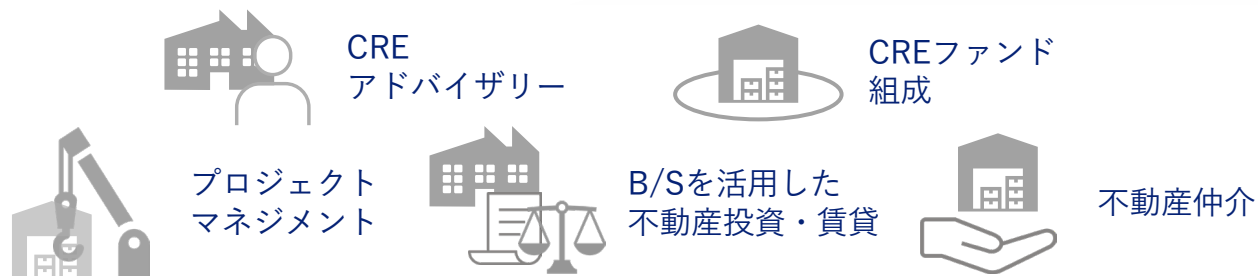 CRE
アドバイザリー
CREファンド
組成
プロジェクト
マネジメント
B/Sを活用した
不動産投資・賃貸
不動産仲介